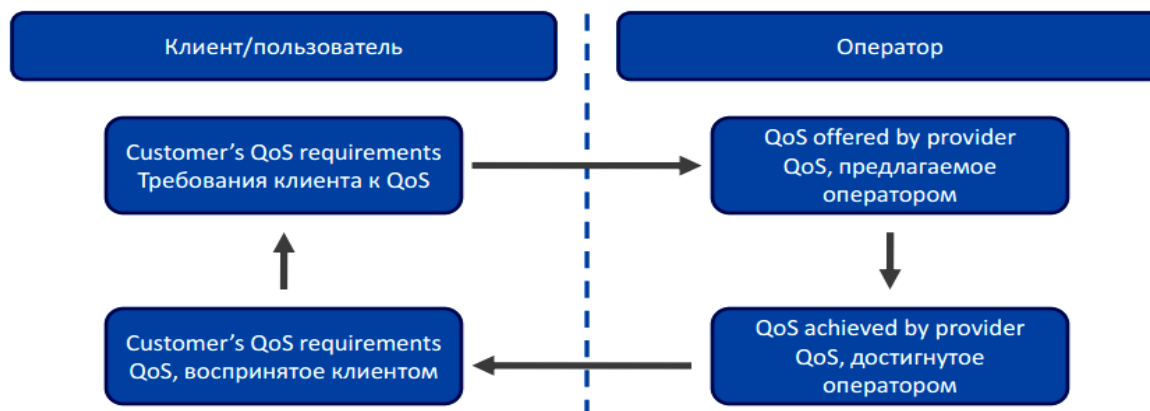 Клиент/пользователь
Оператор
Customer’s QoS requirements
Требования клиента к QoS
QoS offered by provider
QoS, предлагаемое
оператором
Customer’s QoS requirements
QoS, воспринятое клиентом
QoS achieved by provider
QoS, достигнутое
оператором